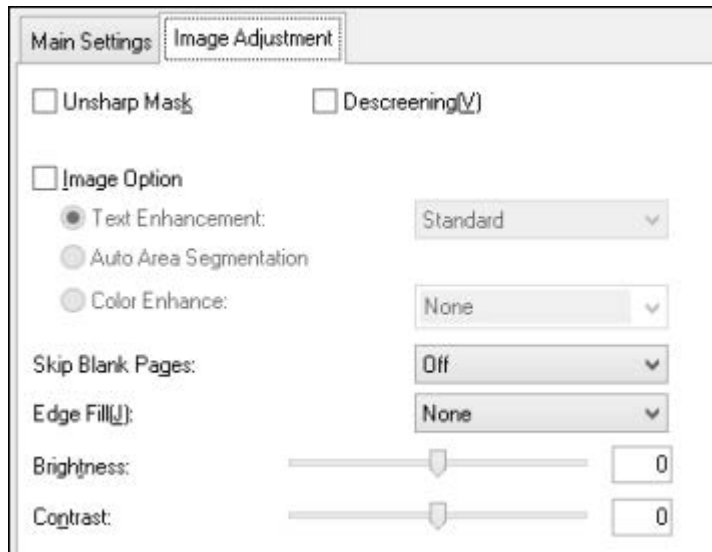 Main Settings Image Adjustment
Unsharp Mask Descreening(V)
Image Option
Text Enhancement: Standard
Auto Area Segmentation
Color Enhance: None
Skip Blank Pages: Off
Edge Fill(J): None
Brightness: 0
Contrast: 0